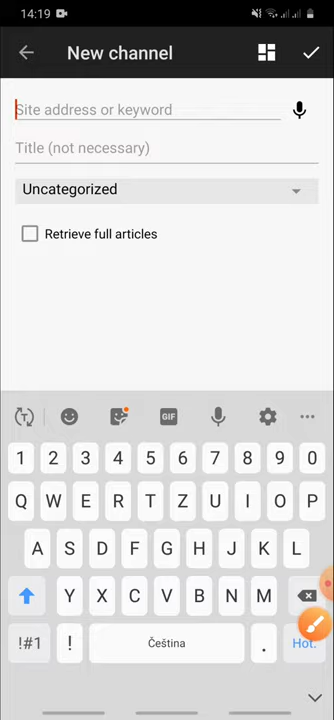 14:19
New channel
Site address or keyword
Title (not necessary)
Uncategorized
Retrieve full articles
T
GIF
1 2 3 4 5 6 7 8 9 0
Q W E R T Z U I O P
A S D F G H J K L
Y X C V B N M
!#1 ! Čeština . Hot.